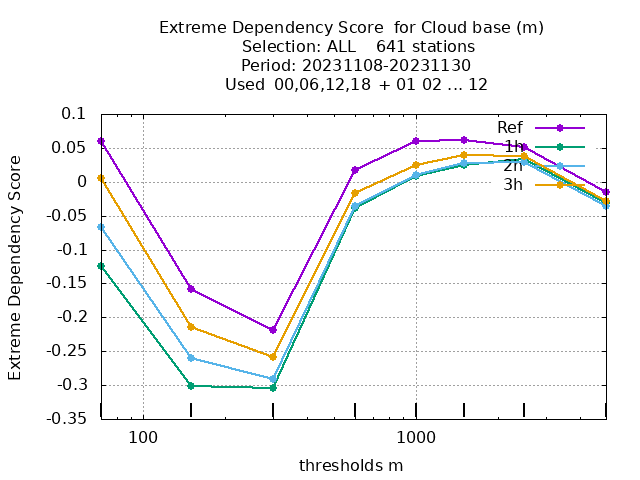 Extreme Dependency Score  for Cloud base (m)
Selection: ALL    641 stations
Period: 20231108-20231130
Used  00,06,12,18  + 01 02 ... 12
Extreme Dependency Score
0.1
0.05
0
-0.05
-0.1
-0.15
-0.2
-0.25
-0.3
-0.35
Ref
1h
2h
3h
100
1000
thresholds m